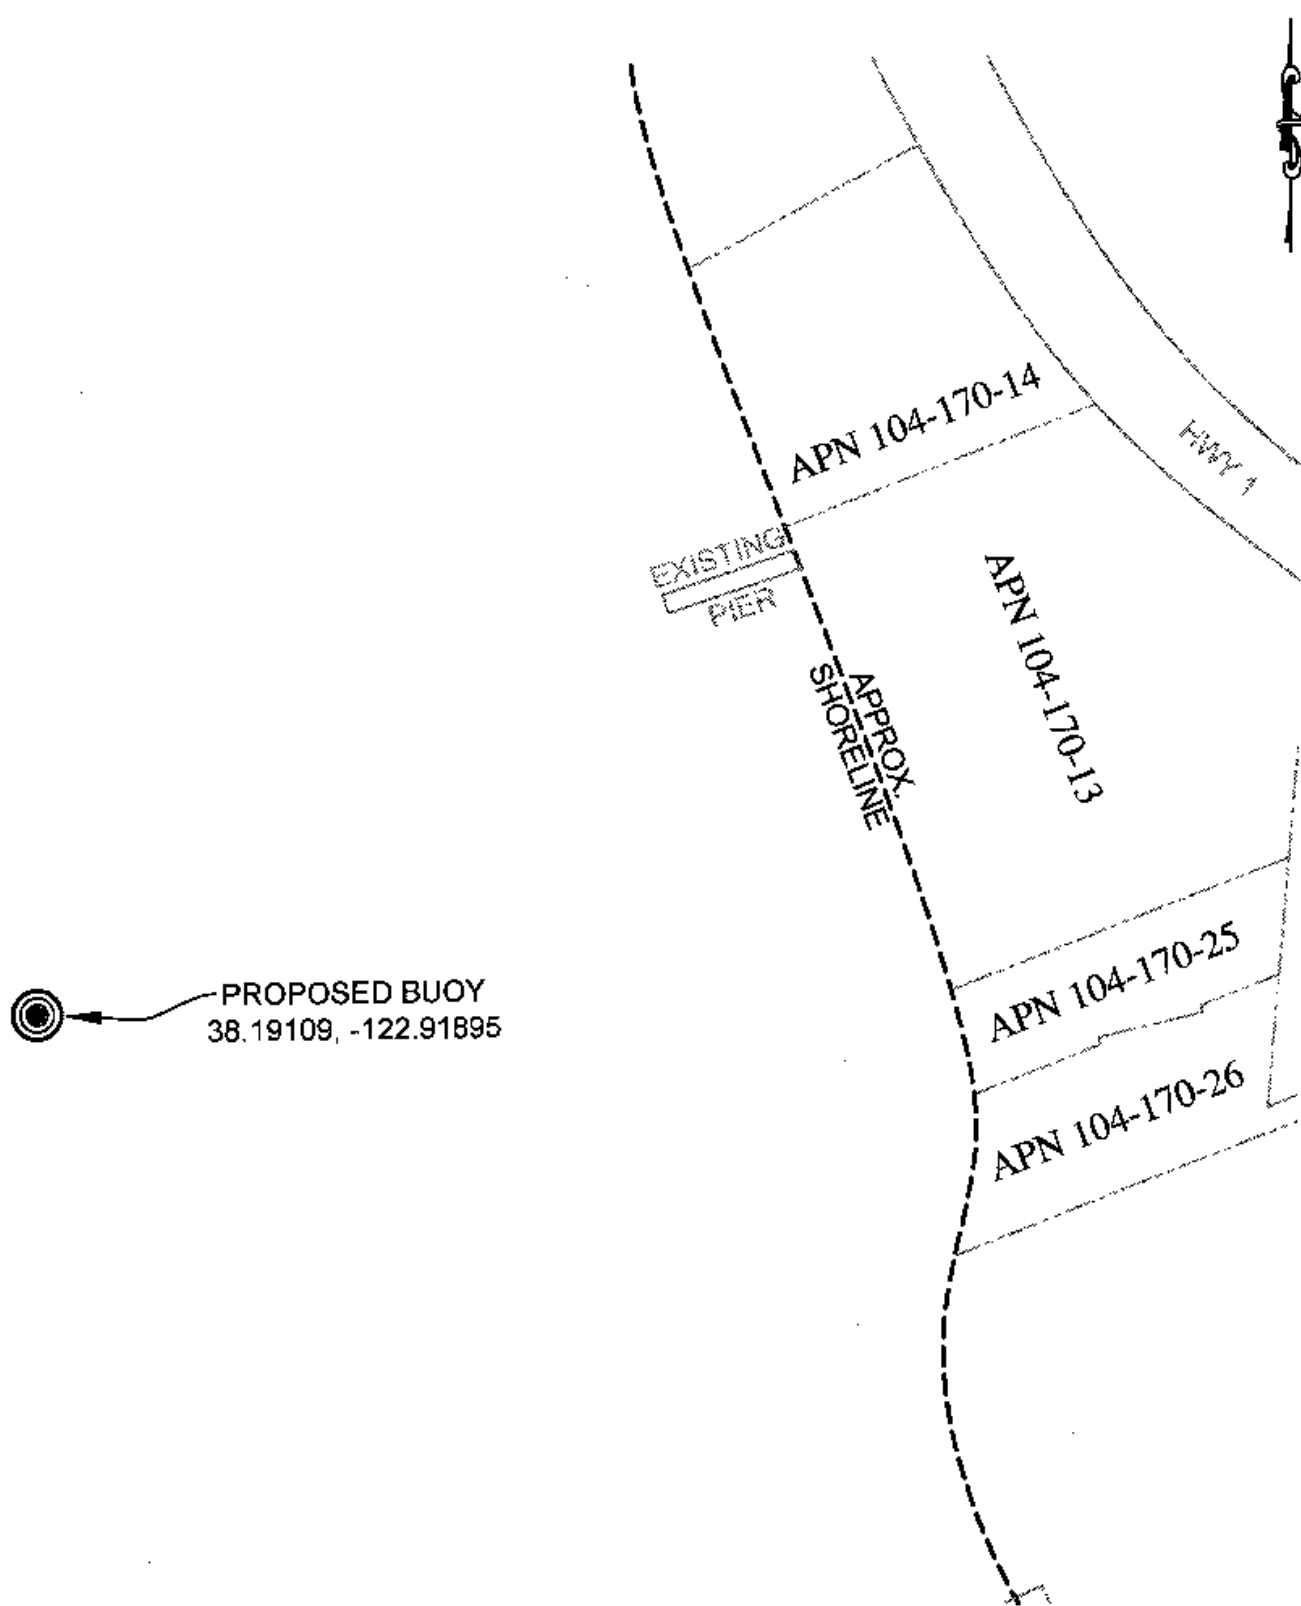 APN 104-170-14
HWY 1
EXISTING
PIER
APN 104-170-13
APPROX.
SHORELINE
APN 104-170-25
PROPOSED BUOY
38.19109, -122.91895
APN 104-170-26